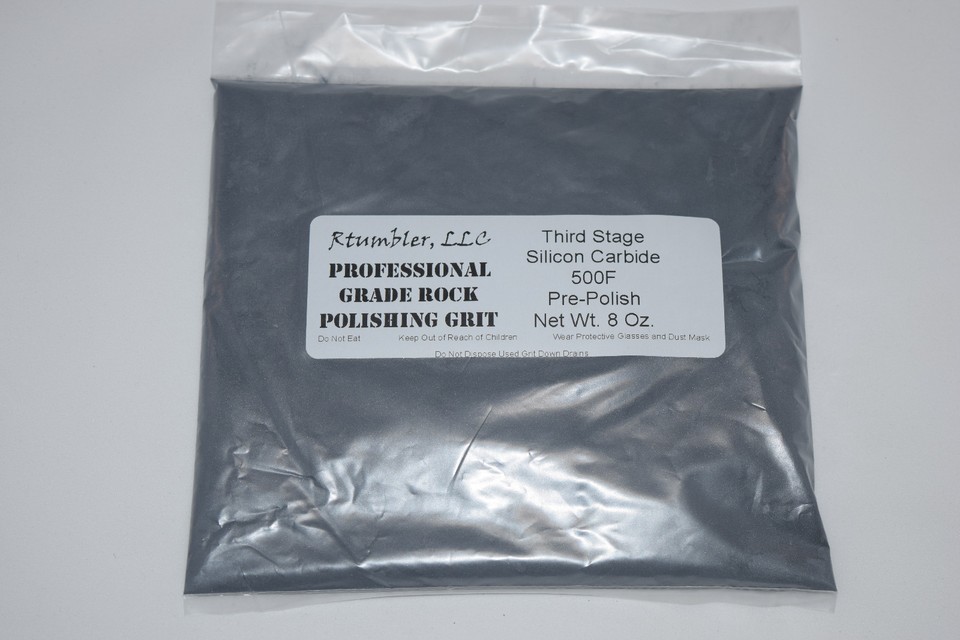 Rtumbler, LLC
PROFESSIONAL
GRADE ROCK
POLISHING GRIT
Third Stage
Silicon Carbide
500F
Pre-Polish
Net Wt. 8 Oz.
Do Not Eat
Keep Out of Reach of Children
Wear Protective Glasses and Dust Mask
Do Not Dispose Used Grit Down Drains